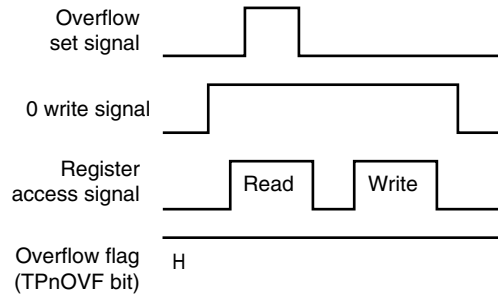 Overflow
set signal
0 write signal
Register
access signal
Read
Write
Overflow flag
(TPnOVF bit)
H